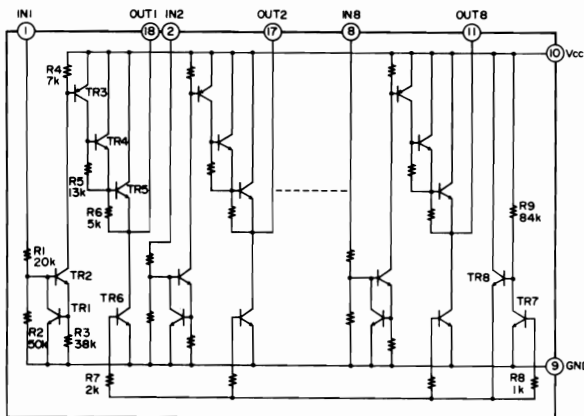 IN1 OUT1 IN2 OUT2 IN8 OUT8
1 18 2 17 8 11
10 Vcc
R4
7k
TR3
TR4
R5
13k
TR5
R6
5k
R9
84k
R1
20k
TR2
TR8
TR1
TR6
TR7
R2
50k
R3
38k
9 GND
R7
2k
R8
1k